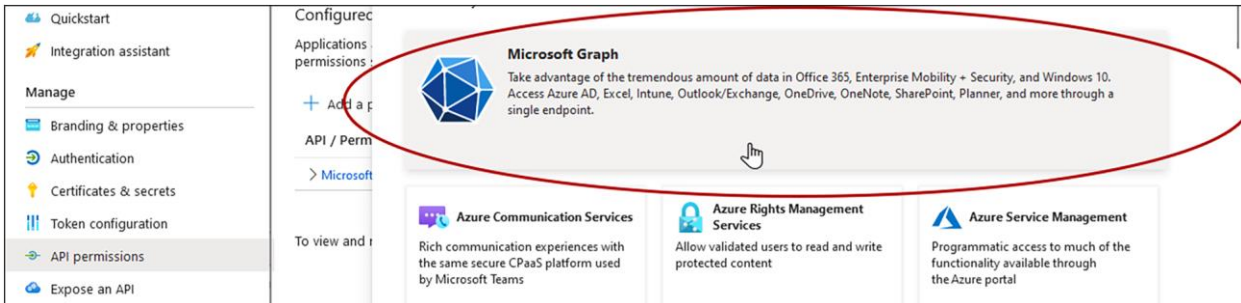 Quickstart
Integration assistant
Manage
Branding & properties
Authentication
Certificates & secrets
Token configuration
API permissions
Expose an API
Configured
Applications
permissions
Add a p
API / Perm
Microsoft
To view and r
Microsoft Graph
Take advantage of the tremendous amount of data in Office 365, Enterprise Mobility + Security, and Windows 10.
Access Azure AD, Excel, Intune, Outlook/Exchange, OneDrive, OneNote, SharePoint, Planner, and more through a
single endpoint.
Azure Communication Services
Rich communication experiences with
the same secure CPaaS platform used
by Microsoft Teams
Azure Rights Management
Services
Allow validated users to read and write
protected content
Azure Service Management
Programmatic access to much of the
functionality available through
the Azure portal